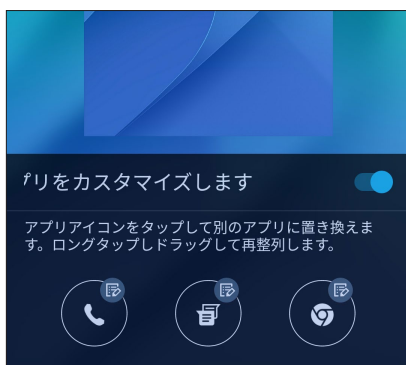 プリをカスタマイズします
アプリアイコンをタップして別のアプリに置き換えま
す。ロングタップしドラッグして再整列します。